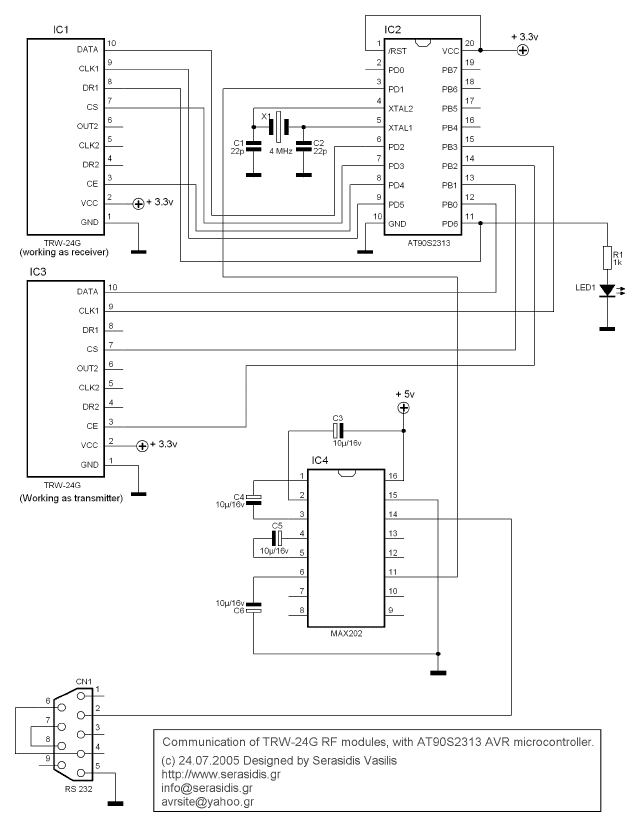 IC1
10 DATA
9 CLK1
8 DR1
7 CS
6 OUT2
5 CLK2
4 DR2
3 CE
2 VCC
+ 3.3v
1 GND
TRW-24G
(working as receiver)
IC2
1 /RST
2 PD0
3 PD1
4 XTAL2
5 XTAL1
6 PD2
7 PD3
8 PD4
9 PD5
10 GND
20 VCC
+ 3.3v
19 PB7
18 PB6
17 PB5
16 PB4
15 PB3
14 PB2
13 PB1
12 PB0
11 PD6
AT90S2313
X1
4 MHz
C1
22p
C2
22p
R1
1k
LED1
IC3
DATA 10
CLK1 9
DR1 8
CS 7
OUT2 6
CLK2 5
DR2 4
CE 3
VCC 2
+ 3.3v
GND 1
TRW-24G
(Working as transmitter)
+ 5v
C3
10µ/16v
IC4
1
2
3
4
5
6
7
8
16
15
14
13
12
11
10
9
C4
10µ/16v
C5
10µ/16v
10µ/16v
C6
MAX202
CN1
1
6
2
7
3
8
4
9
5
RS 232
Communication of TRW-24G RF modules, with AT90S2313 AVR microcontroller.
(c) 24.07.2005 Designed by Serasidis Vasilis
http://www.serasidis.gr
info@serasidis.gr
avrsite@yahoo.gr